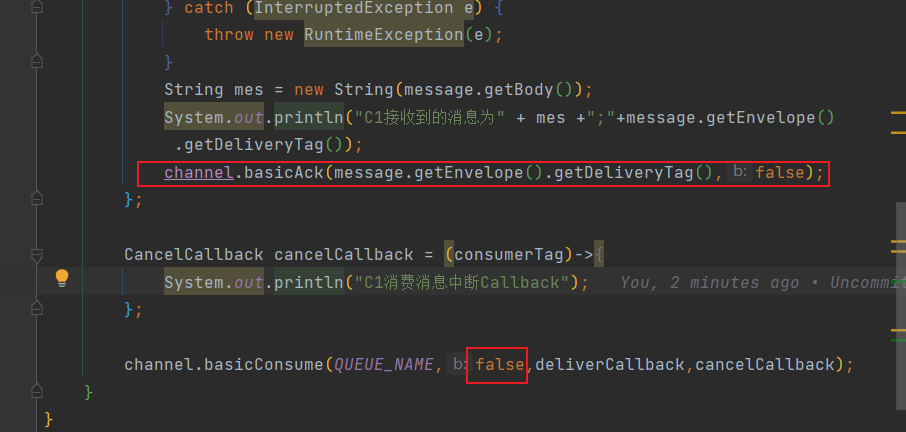 } catch (InterruptedException e) {
throw new RuntimeException(e);
}
String mes = new String(message.getBody());
System.out.println("C1接收到的消息为" + mes +";"+message.getEnvelope()
.getDeliveryTag());
channel.basicAck(message.getEnvelope().getDeliveryTag(), b: false);
};
CancelCallback cancelCallback = (consumerTag)->{
System.out.println("C1消费消息中断Callback"); You, 2 minutes ago • Uncommit
};
channel.basicConsume(QUEUE_NAME, b: false,deliverCallback,cancelCallback);
}
}